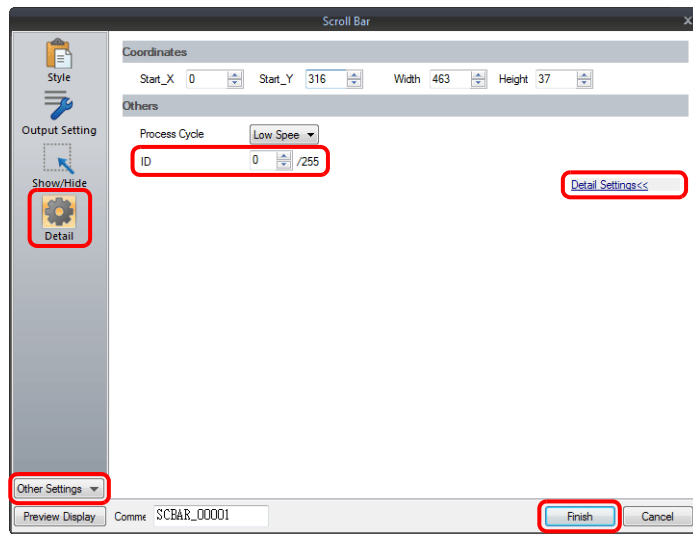 Scroll Bar x
Style
Output Setting
Show/Hide
Detail
Other Settings
Preview Display
Coordinates
Start_X 0 Start_Y 316 Width 463 Height 37
Others
Process Cycle Low Spee
ID 0 /255
Detail Settings<<
Comme SCBAR_00001 Finish Cancel